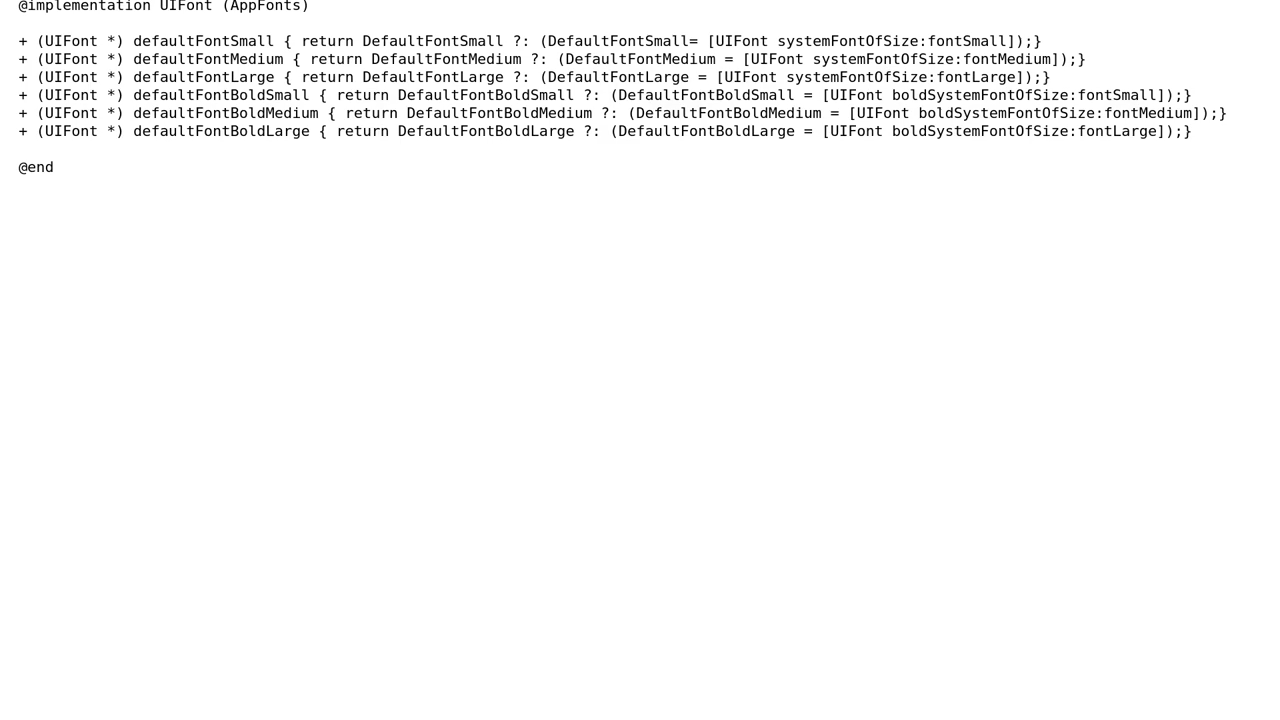 @implementation UIFont (AppFonts)
+ (UIFont *) defaultFontSmall { return DefaultFontSmall ?: (DefaultFontSmall= [UIFont systemFontOfSize:fontSmall]);}
+ (UIFont *) defaultFontMedium { return DefaultFontMedium ?: (DefaultFontMedium = [UIFont systemFontOfSize:fontMedium]);}
+ (UIFont *) defaultFontLarge { return DefaultFontLarge ?: (DefaultFontLarge = [UIFont systemFontOfSize:fontLarge]);}
+ (UIFont *) defaultFontBoldSmall { return DefaultFontBoldSmall ?: (DefaultFontBoldSmall = [UIFont boldSystemFontOfSize:fontSmall]);}
+ (UIFont *) defaultFontBoldMedium { return DefaultFontBoldMedium ?: (DefaultFontBoldMedium = [UIFont boldSystemFontOfSize:fontMedium]);}
+ (UIFont *) defaultFontBoldLarge { return DefaultFontBoldLarge ?: (DefaultFontBoldLarge = [UIFont boldSystemFontOfSize:fontLarge]);}
@end